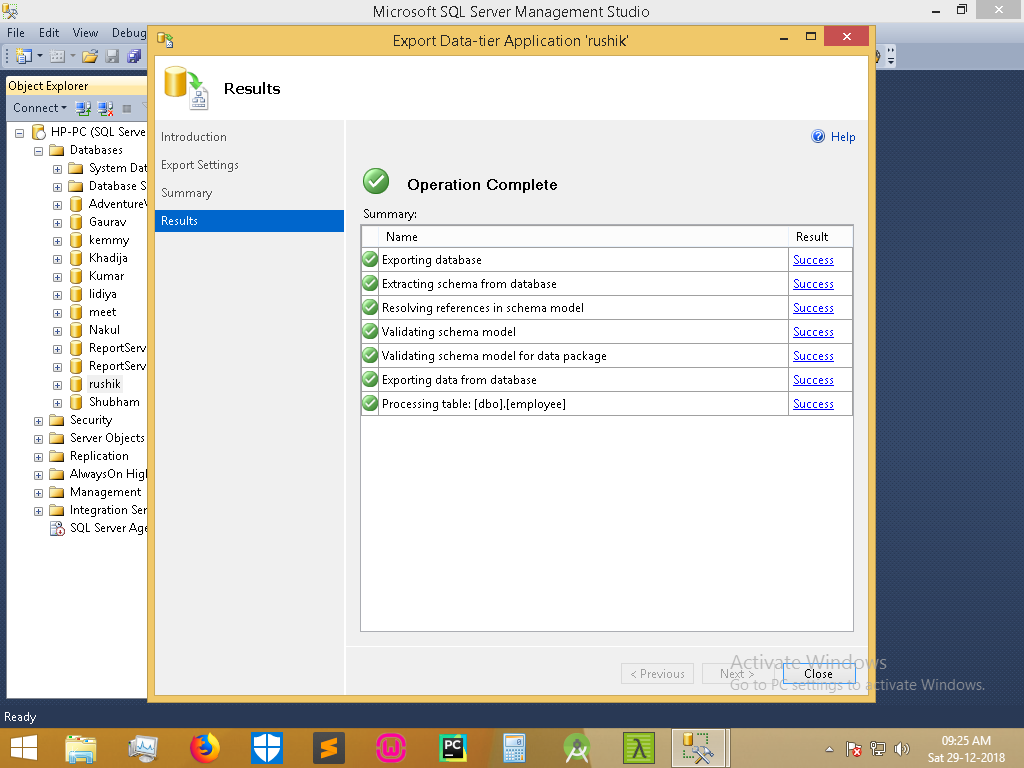 Microsoft SQL Server Management Studio
File Edit View Debug
Export Data-tier Application 'rushik'
Object Explorer
Connect
HP-PC (SQL Serve
Databases
System Dat
Database S
Adventure
Gaurav
kemmy
Khadija
Kumar
lidiya
meet
Nakul
ReportServ
ReportServ
rushik
Shubham
Security
Server Objects
Replication
AlwaysOn High
Management
Integration Ser
SQL Server Age
Results
Introduction
Export Settings
Summary
Results
Help
Operation Complete
Summary:
Name Result
Exporting database Success
Extracting schema from database Success
Resolving references in schema model Success
Validating schema model Success
Validating schema model for data package Success
Exporting data from database Success
Processing table: [dbo].[employee] Success
< Previous Next > Close
Activate Windows
Go to PC settings to activate Windows.
Ready
PC
09:25 AM
Sat 29-12-2018